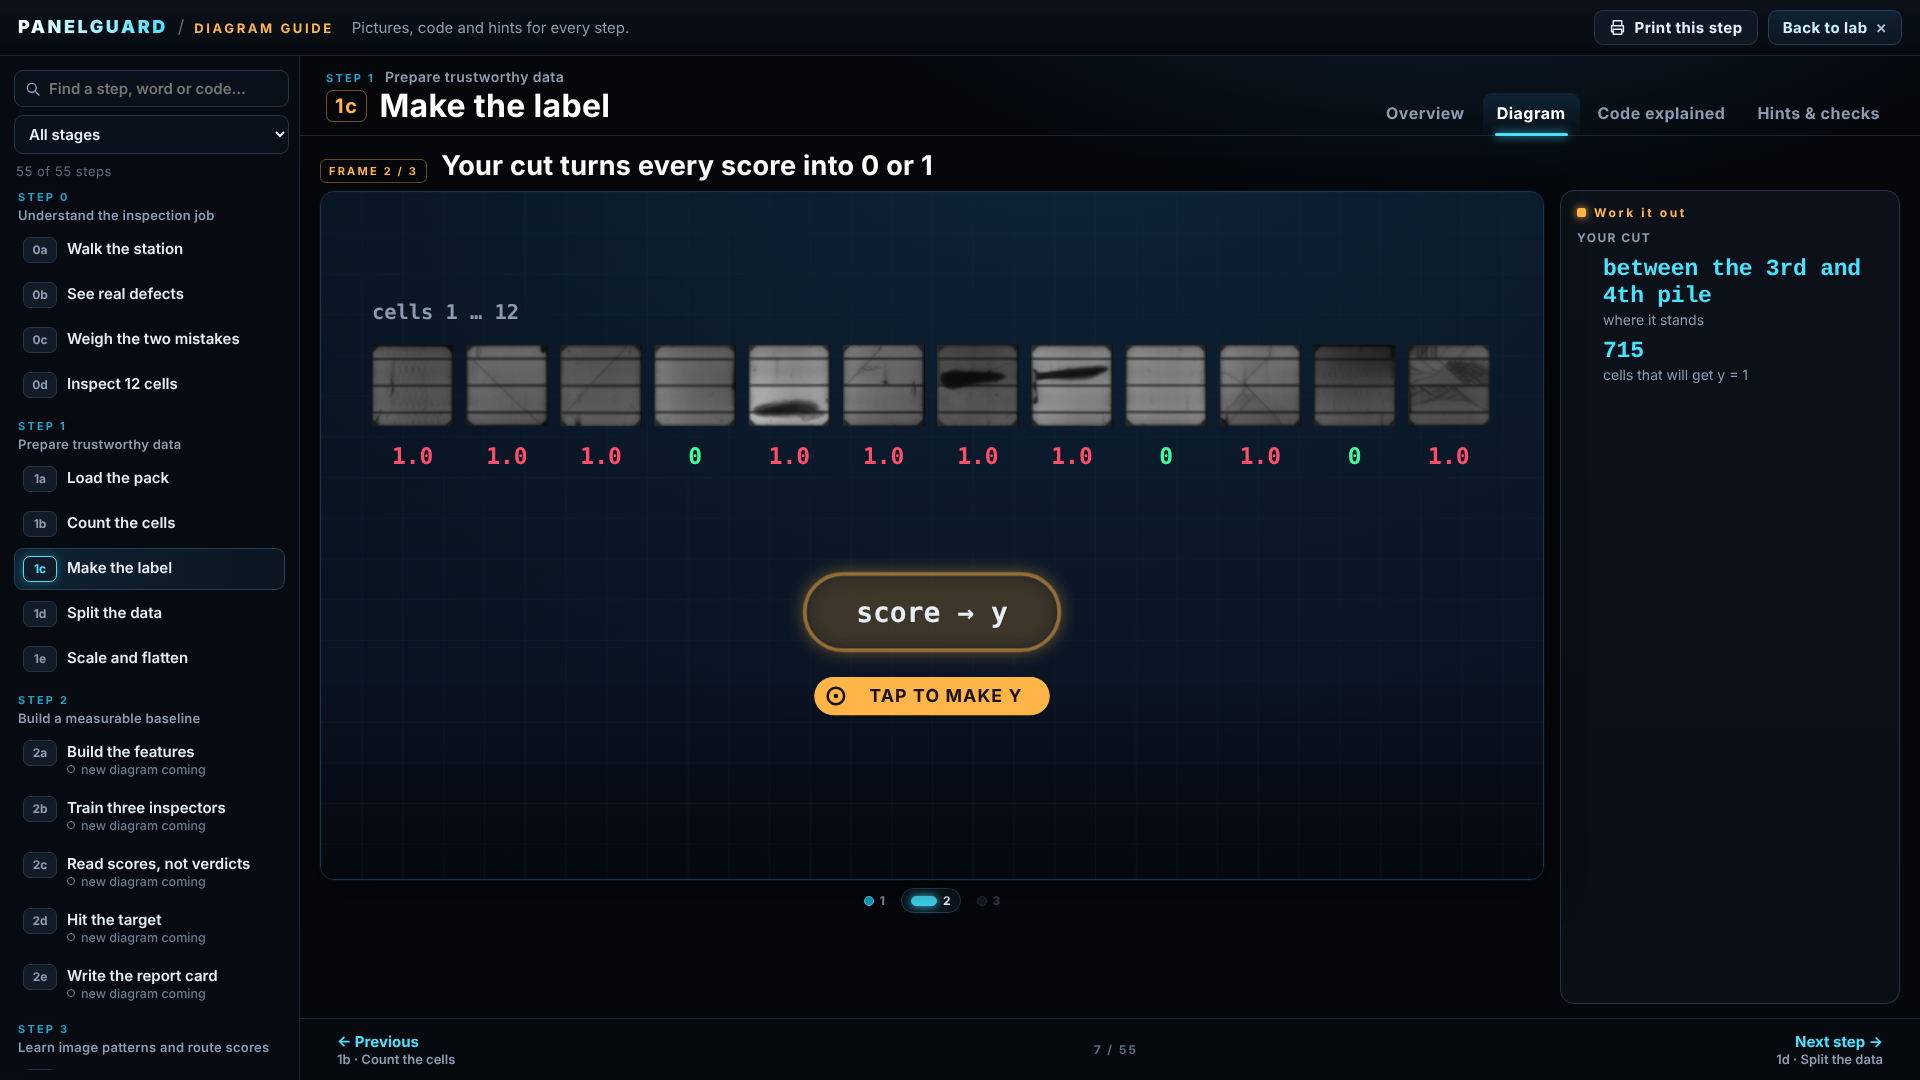 PANELGUARD / DIAGRAM GUIDE Pictures, code and hints for every step.
Print this step
Back to lab ×
Find a step, word or code...
All stages
55 of 55 steps
STEP 0
Understand the inspection job
0a Walk the station
0b See real defects
0c Weigh the two mistakes
0d Inspect 12 cells
STEP 1
Prepare trustworthy data
1a Load the pack
1b Count the cells
1c Make the label
1d Split the data
1e Scale and flatten
STEP 2
Build a measurable baseline
2a Build the features
new diagram coming
2b Train three inspectors
new diagram coming
2c Read scores, not verdicts
new diagram coming
2d Hit the target
new diagram coming
2e Write the report card
new diagram coming
STEP 3
Learn image patterns and route scores
STEP 1 Prepare trustworthy data
1c Make the label
Overview
Diagram
Code explained
Hints & checks
FRAME 2 / 3 Your cut turns every score into 0 or 1
cells 1 … 12
1.0 1.0 1.0 0 1.0 1.0 1.0 1.0 0 1.0 0 1.0
score → y
TAP TO MAKE Y
1 2 3
Work it out
YOUR CUT
between the 3rd and
4th pile
where it stands
715
cells that will get y = 1
← Previous
1b · Count the cells
7 / 55
Next step →
1d · Split the data